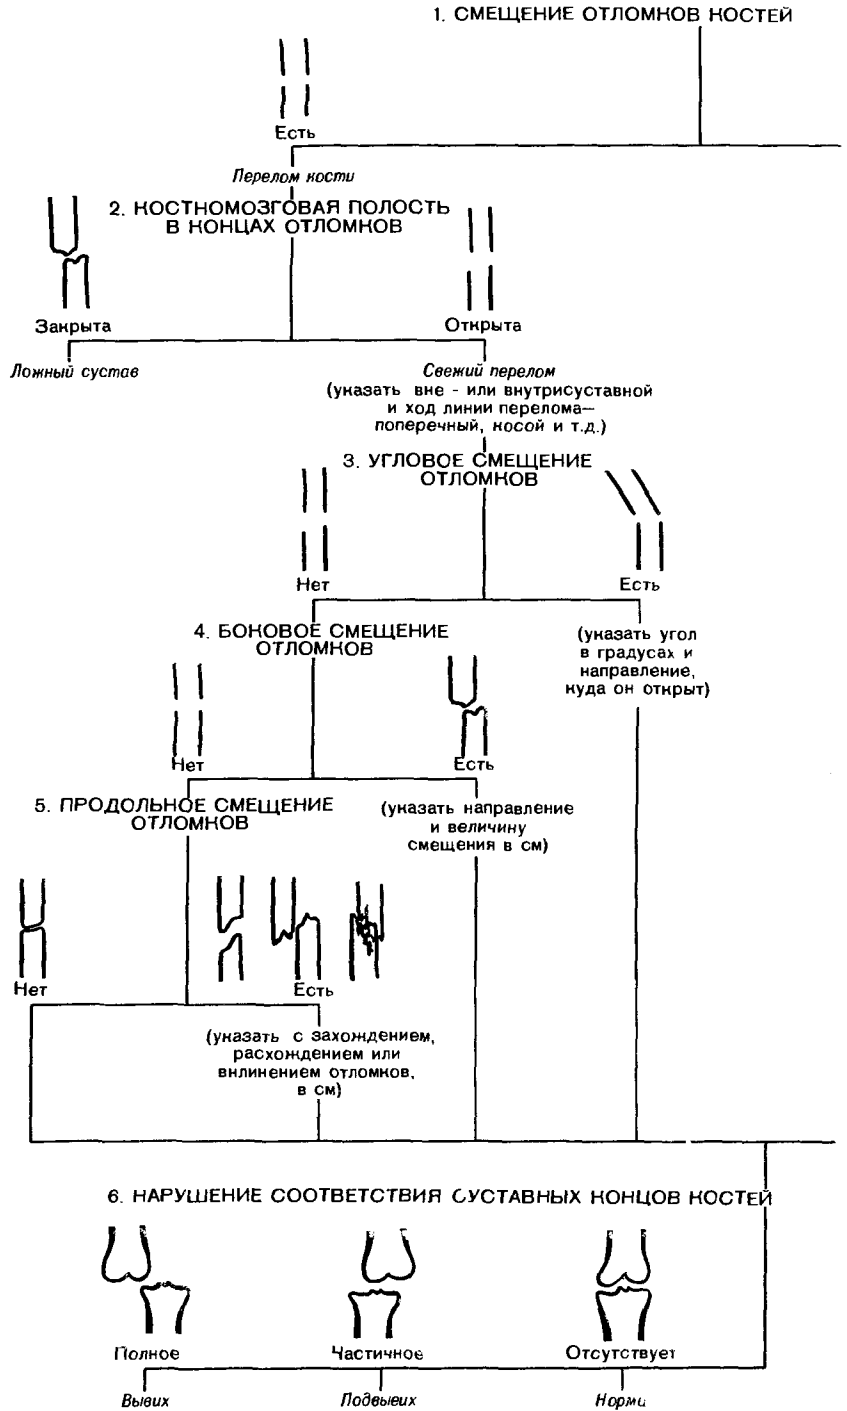 1. СМЕЩЕНИЕ ОТЛОМКОВ КОСТЕЙ
Есть
Перелом кости
2. КОСТНОМОЗГОВАЯ ПОЛОСТЬ
В КОНЦАХ ОТЛОМКОВ
Закрыта
Открыта
Ложный сустав
Свежий перелом
(указать вне - или внутрисуставной
и ход линии перелома—
поперечный, косой и т.д.)
3. УГЛОВОЕ СМЕЩЕНИЕ
ОТЛОМКОВ
Нет
Есть
4. БОКОВОЕ СМЕЩЕНИЕ
ОТЛОМКОВ
(указать угол
в градусах и
направление,
куда он открыт)
Нет
Есть
5. ПРОДОЛЬНОЕ СМЕЩЕНИЕ
ОТЛОМКОВ
(указать направление
и величину
смещения в см)
Нет
Есть
(указать с захождением,
расхождением или
вклинением отломков,
в см)
6. НАРУШЕНИЕ СООТВЕТСТВИЯ СУСТАВНЫХ КОНЦОВ КОСТЕЙ
Полное
Частичное
Отсутствует
Вывих
Подвывих
Норма